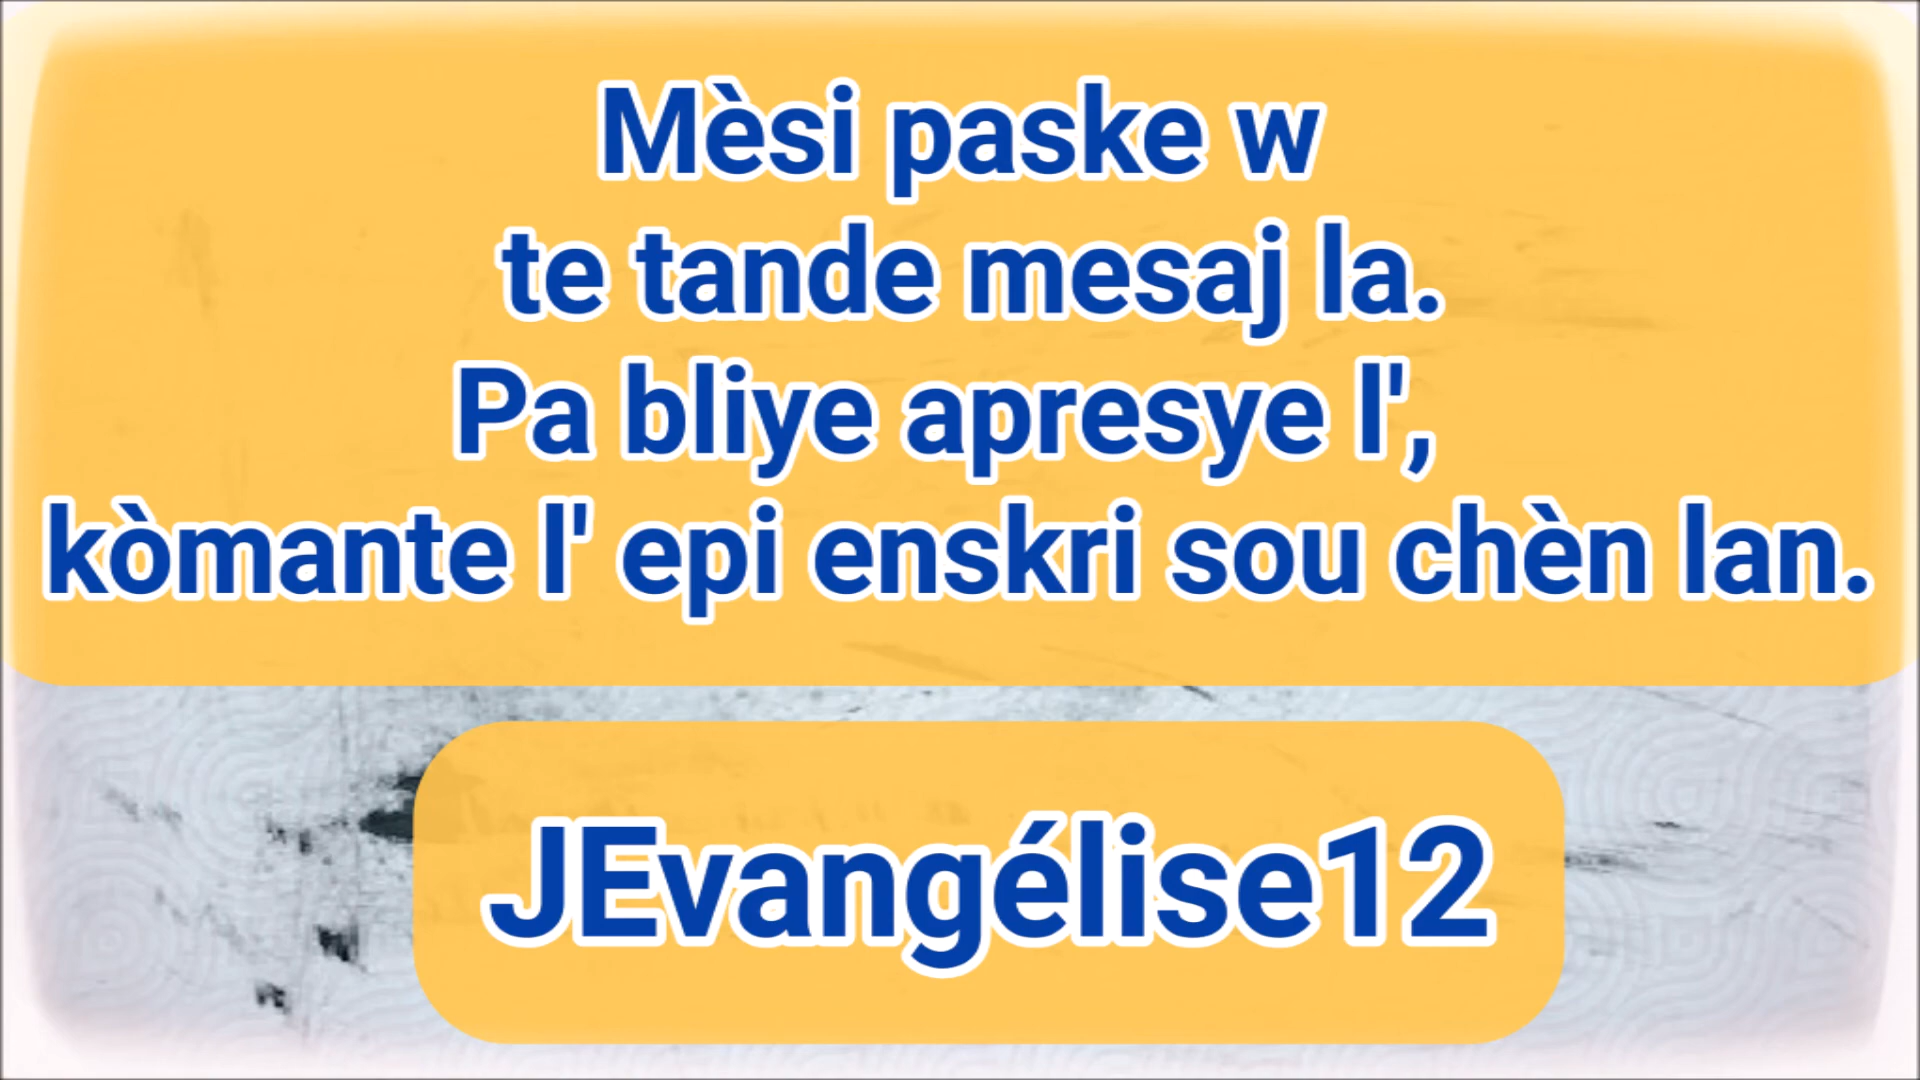 Mèsi paske w
te tande mesaj la.
Pa bliye apresye l',
kòmante l' epi enskri sou chèn lan.
JEvangélise12